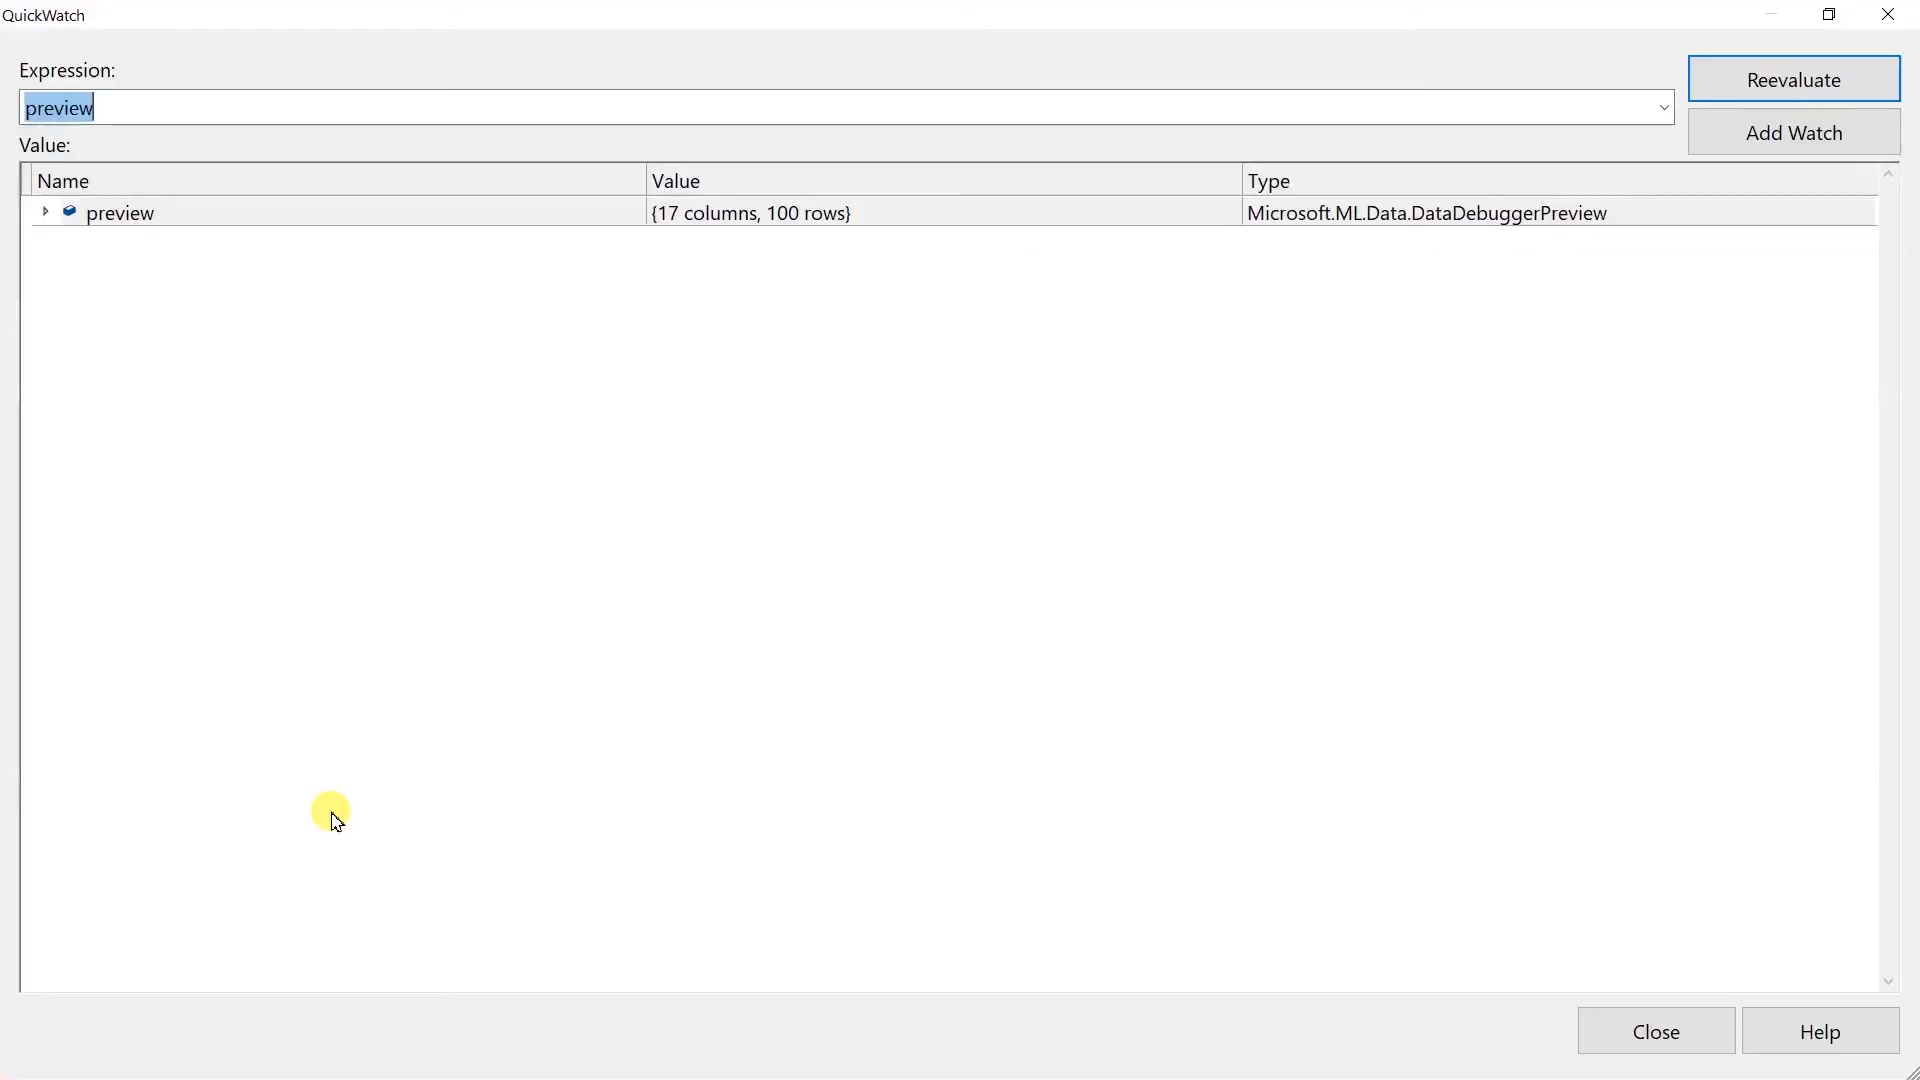 QuickWatch
Expression:
Reevaluate
preview
Add Watch
Value:
Name Value Type
preview {17 columns, 100 rows} Microsoft.ML.Data.DataDebuggerPreview
Close Help